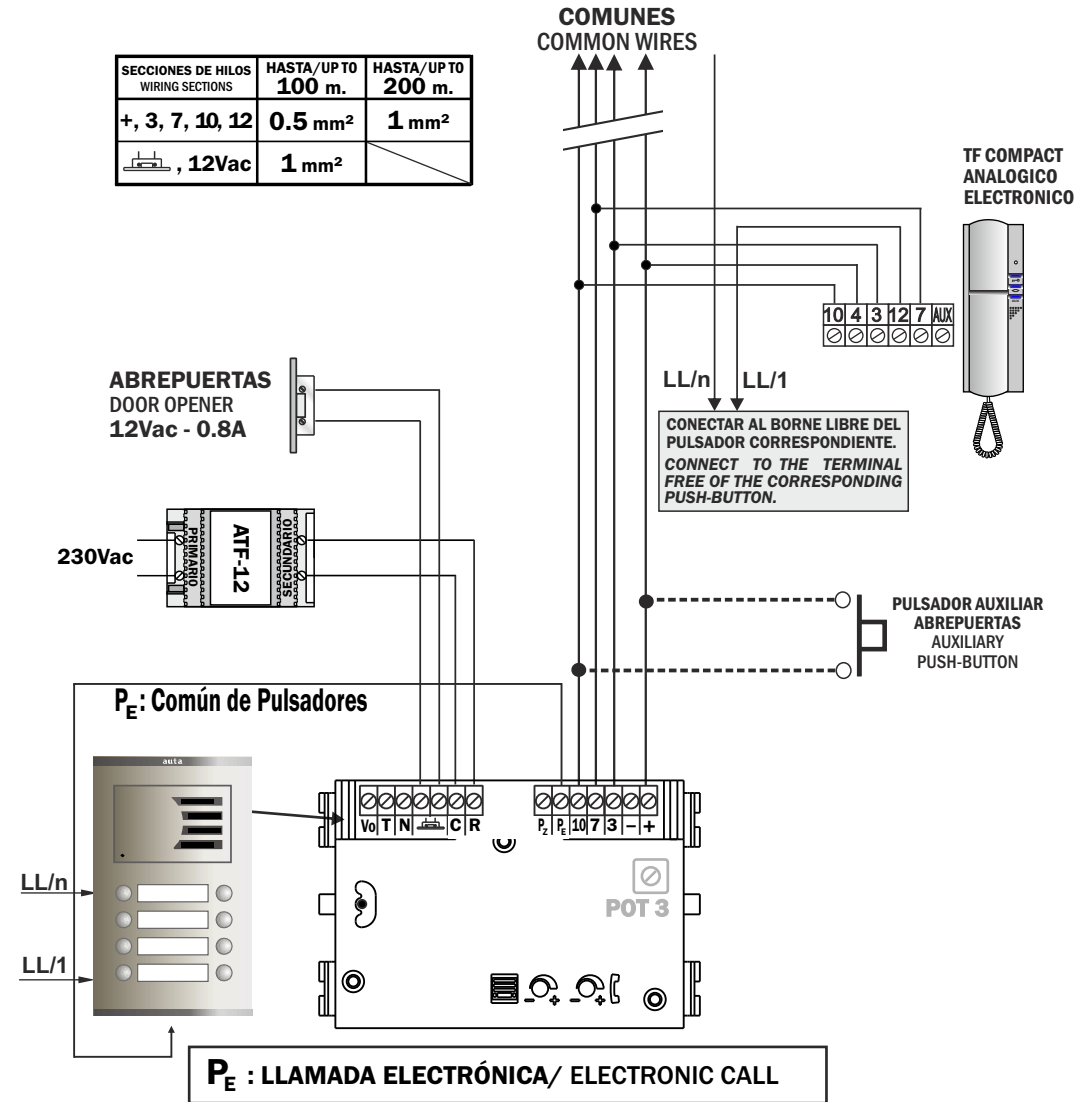 COMUNES
COMMON WIRES
SECCIONES DE HILOS
WIRING SECTIONS
HASTA/UP TO
100 m.
HASTA/UP TO
200 m.
+, 3, 7, 10, 12
0.5 mm²
1 mm²
, 12Vac
1 mm²
TF COMPACT
ANALOGICO
ELECTRONICO
10 4 3 12 7 AUX
LL/n
LL/1
CONECTAR AL BORNE LIBRE DEL
PULSADOR CORRESPONDIENTE.
CONNECT TO THE TERMINAL
FREE OF THE CORRESPONDING
PUSH-BUTTON.
ABREPUERTAS
DOOR OPENER
12Vac - 0.8A
230Vac
PRIMARIO
ATF-12
SECUNDARIO
PULSADOR AUXILIAR
ABREPUERTAS
AUXILIARY
PUSH-BUTTON
PE: Común de Pulsadores
auta
Vo T N C R
PZ PE 10 7 3 – +
POT 3
– +
– +
LL/n
LL/1
PE : LLAMADA ELECTRÓNICA/ ELECTRONIC CALL